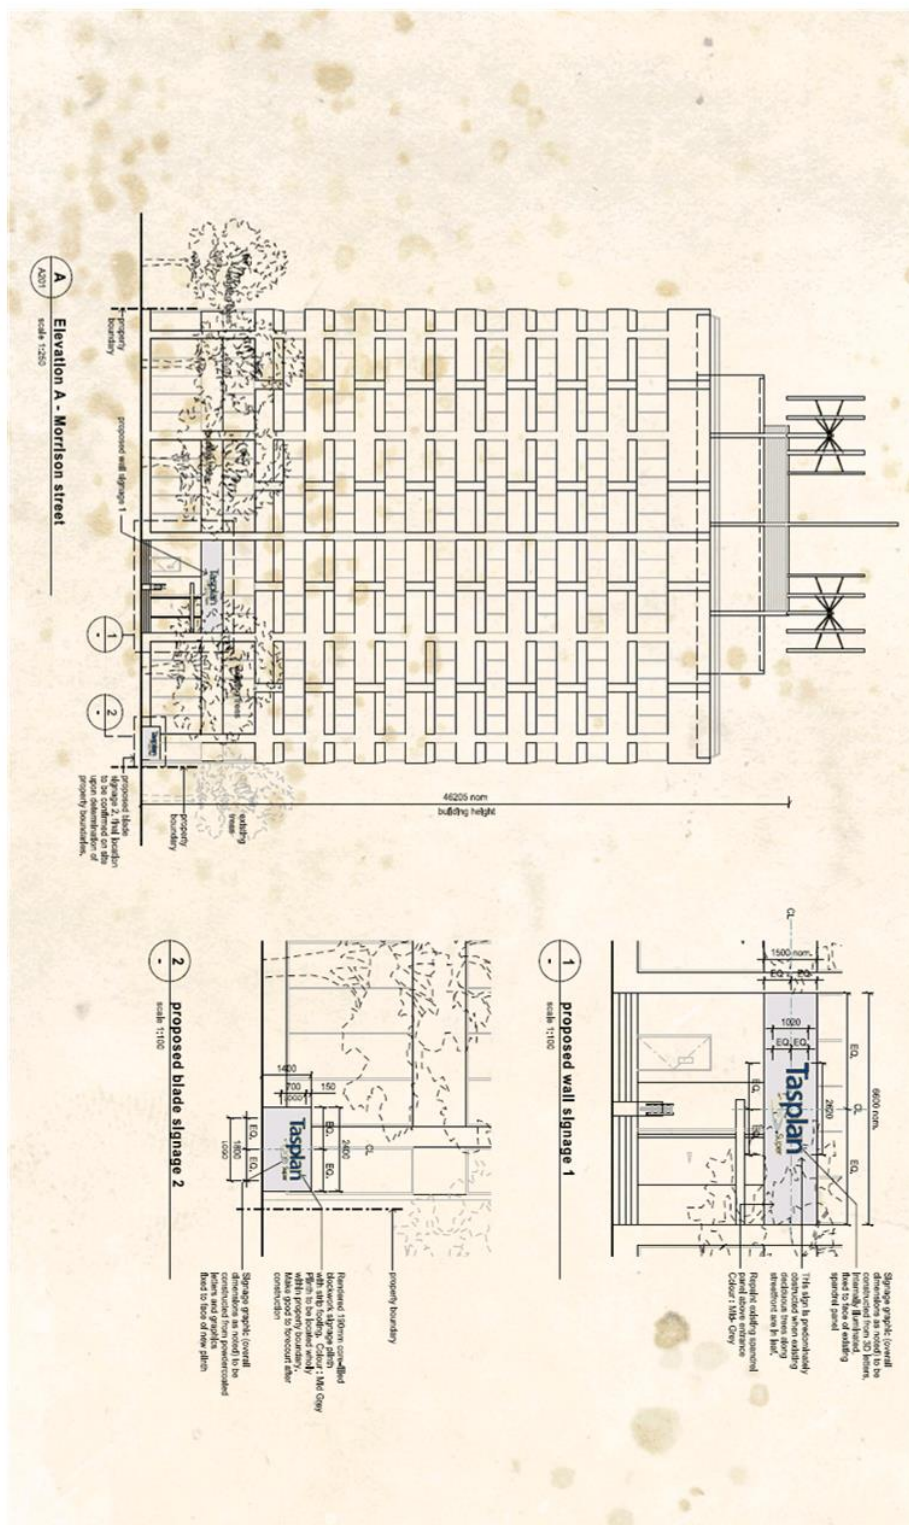 A
A201
Elevation A - Morrison street
scale 1:250
property
boundary
proposed wall signage 1
Tasplan
1
-
2
-
Tasplan
proposed blade
signage 2, final location
to be confirmed on site
upon determination of
property boundaries.
property
boundary
existing
trees
46205 nom
building height
1
-
proposed wall signage 1
scale 1:100
CL
1500 nom.
EQ.
EQ.
1020
EQ.
EQ.
EQ.
CL
EQ.
6600 nom.
2620
EQ.
EQ.
Tasplan
Super
Signage graphic (overall
dimensions as noted) to be
constructed from 3D letters,
internally illuminated,
fixed to face of existing
spandrel panel
This sign is predominately
obstructed when existing
deciduous trees along
streetfront are in leaf.
Repaint existing spandrel
panel above entrance
Colour : Mid- Grey
2
-
proposed blade signage 2
scale 1:100
1400
700
LOGO
150
EQ.
EQ.
2400
CL
EQ.
EQ.
1800
LOGO
Tasplan
Super
property boundary
Rendered 190mm corefilled
blockwork signage plinth
with strip footing. Colour : Mid Grey
Plinth to be located wholly
within property boundary.
Make good to forecourt after
construction
Signage graphic (overall
dimensions as noted) to be
constructed from powdercoated
letters and graphics
fixed to face of new plinth